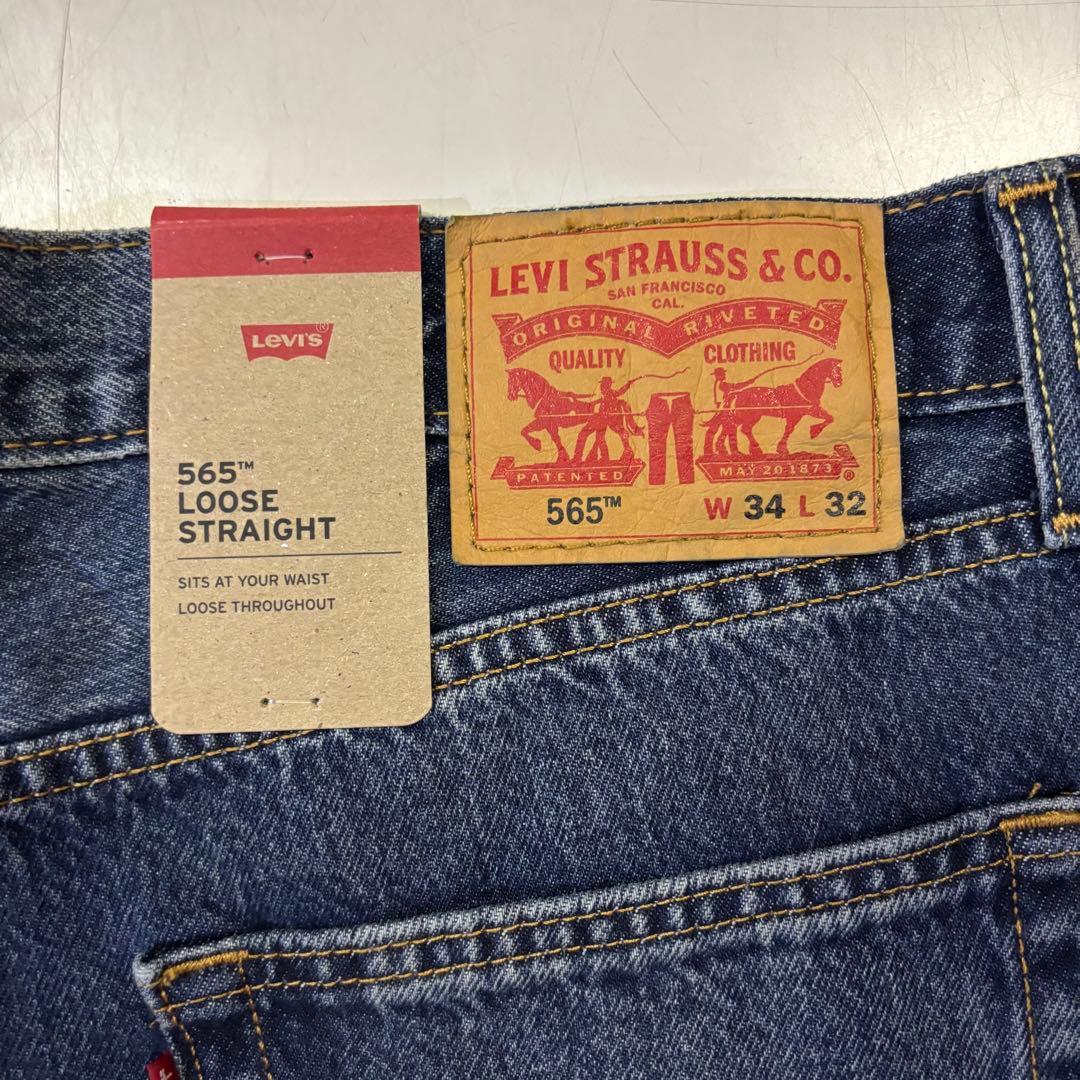 LEVI'S®
565™
LOOSE
STRAIGHT
SITS AT YOUR WAIST
LOOSE THROUGHOUT
LEVI STRAUSS & CO.
SAN FRANCISCO
CAL.
ORIGINAL RIVETED
QUALITY CLOTHING
PATENTED MAY 20 1873 ®
565™ W 34 L 32